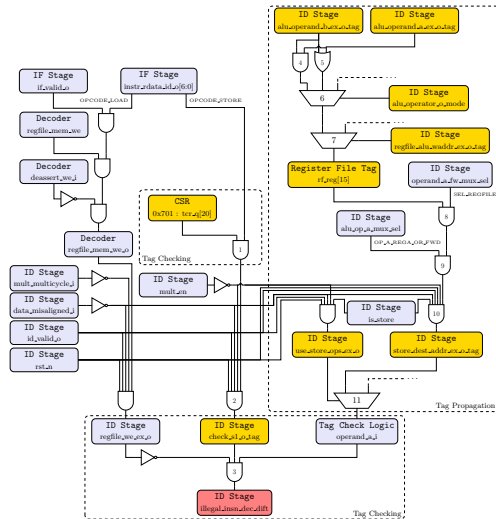 ID Stage
alu_operand_b_ex_o_tag
ID Stage
alu_operand_a_ex_o_tag
4
5
IF Stage
if_valid_o
IF Stage
instr_rdata_id_o[6:0]
OPCODE_LOAD
OPCODE_STORE
6
ID Stage
alu_operator_o_mode
Decoder
regfile_mem_we
7
ID Stage
regfile_alu_waddr_ex_o_tag
Decoder
deassert_we_i
Register File Tag
rf_reg[15]
ID Stage
operand_a_fw_mux_sel
SEL_REGFILE
CSR
0x701 : tcr_q[20]
8
ID Stage
alu_op_a_mux_sel
OP_A_REGA_OR_FWD
Decoder
regfile_mem_we_o
1
Tag Checking
9
ID Stage
mult_multicycle_i
ID Stage
mult_en
ID Stage
data_misaligned_i
ID Stage
is_store
10
ID Stage
id_valid_o
ID Stage
rst_n
ID Stage
use_store_ops_ex_o
ID Stage
store_dest_addr_ex_o_tag
2
11
Tag Propagation
ID Stage
regfile_we_ex_o
ID Stage
check_s1_o_tag
Tag Check Logic
operand_a_i
3
ID Stage
illegal_insn_dec_dift
Tag Checking